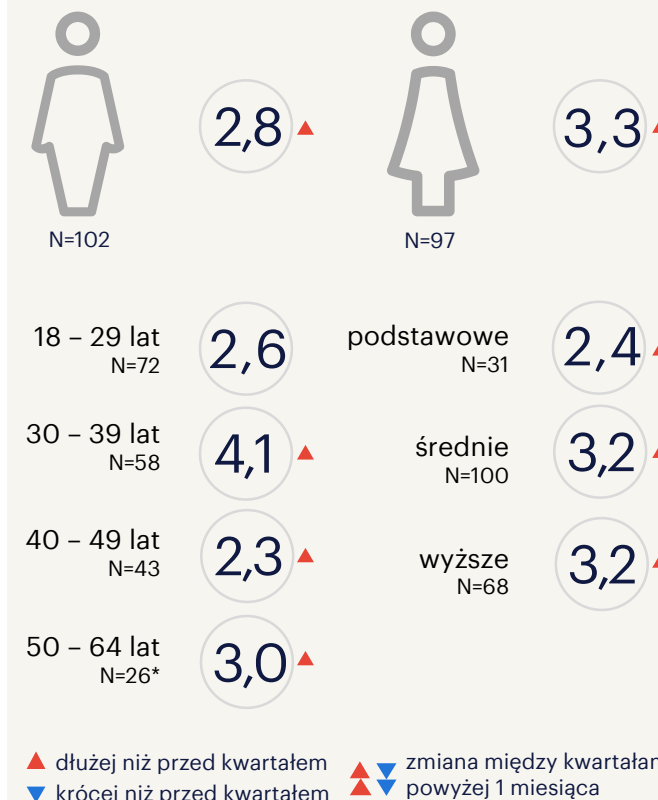 2,8
3,3
N=102
N=97
18 – 29 lat
N=72
2,6
podstawowe
N=31
2,4
30 – 39 lat
N=58
4,1
średnie
N=100
3,2
40 – 49 lat
N=43
2,3
wyższe
N=68
3,2
50 – 64 lat
N=26*
3,0
dłużej niż przed kwartałem
krócej niż przed kwartałem
zmiana między kwartałan
powyżej 1 miesiąca